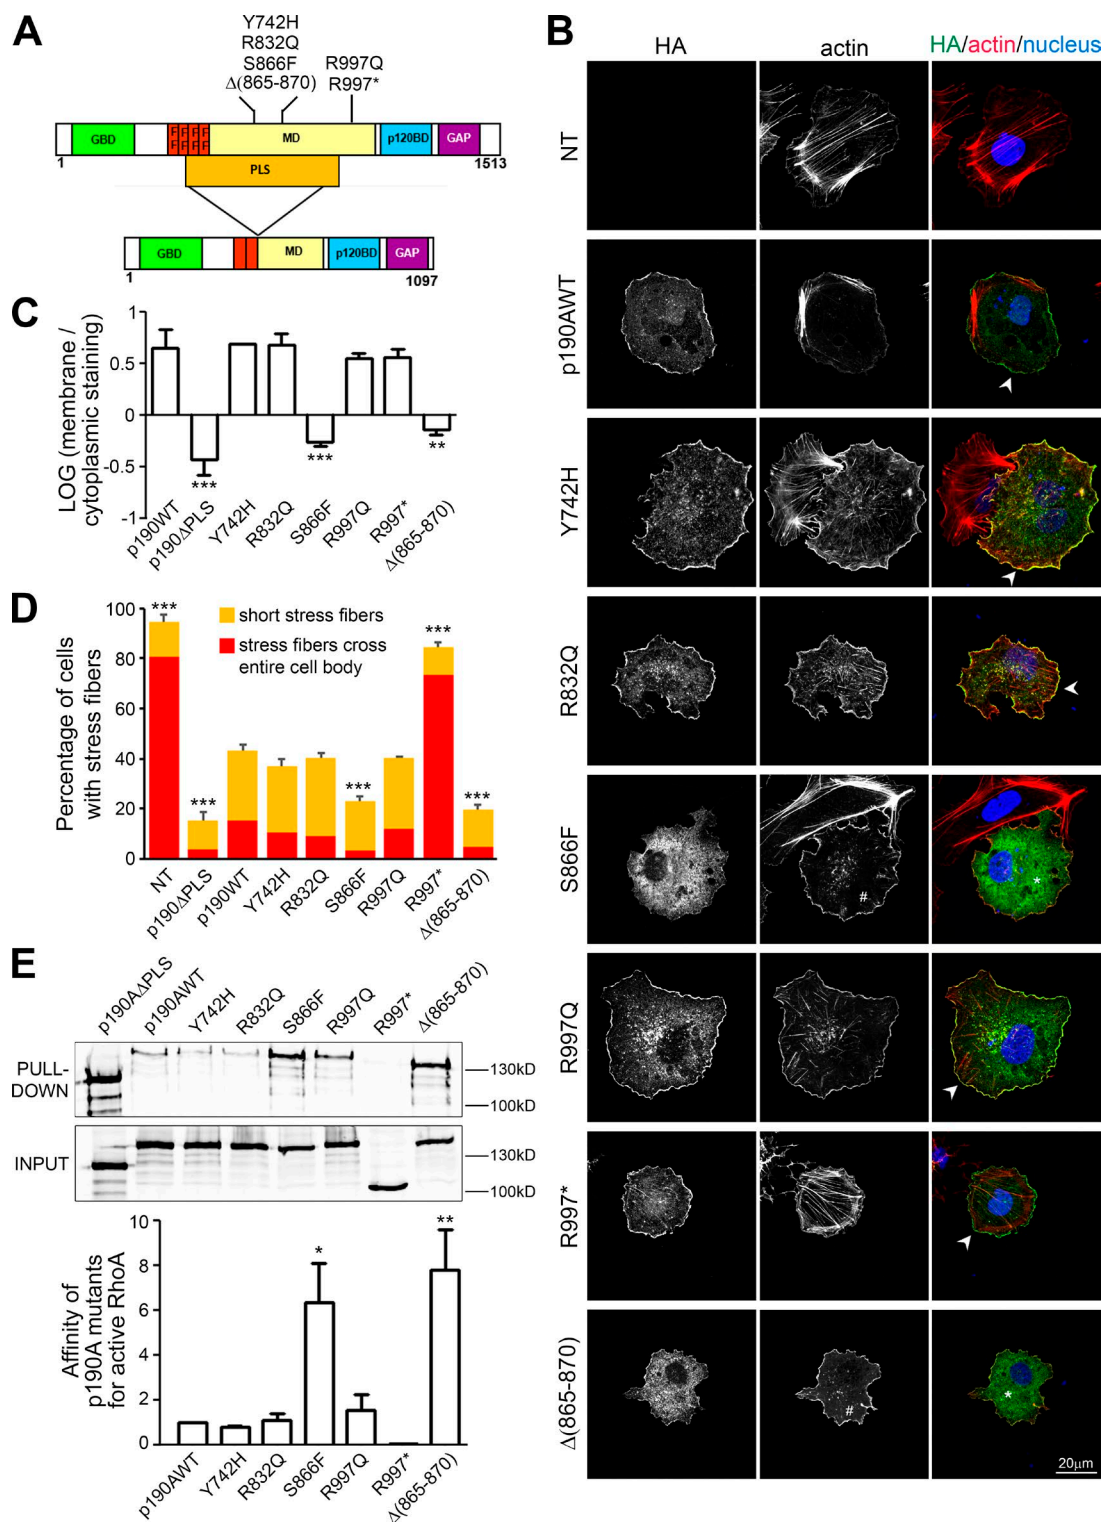 A
Y742H
R832Q
S866F
Δ(865-870)
R997Q
R997*
GBD
F F F F
F F F F
MD
p120BD
GAP
1
1513
PLS
GBD
MD
p120BD
GAP
1
1097
B
HA
actin
HA/actin/nucleus
NT
p190AWT
Y742H
R832Q
S866F
R997Q
R997*
Δ(865-870)
#
*
#
*
20µm
C
LOG (membrane /
cytoplasmic staining)
1
0.5
0
-0.5
-1
***
***
**
p190WT
p190ΔPLS
Y742H
R832Q
S866F
R997Q
R997*
Δ(865-870)
D
Percentage of cells
with stress fibers
100
80
60
40
20
0
short stress fibers
stress fibers cross
entire cell body
***
***
***
***
***
NT
p190ΔPLS
p190WT
Y742H
R832Q
S866F
R997Q
R997*
Δ(865-870)
E
p190AΔPLS
p190AWT
Y742H
R832Q
S866F
R997Q
R997*
Δ(865-870)
PULL-
DOWN
130kD
100kD
INPUT
130kD
100kD
Affinity of
p190A mutants
for active RhoA
10
8
6
4
2
0
*
**
p190AWT
Y742H
R832Q
S866F
R997Q
R997*
Δ(865-870)